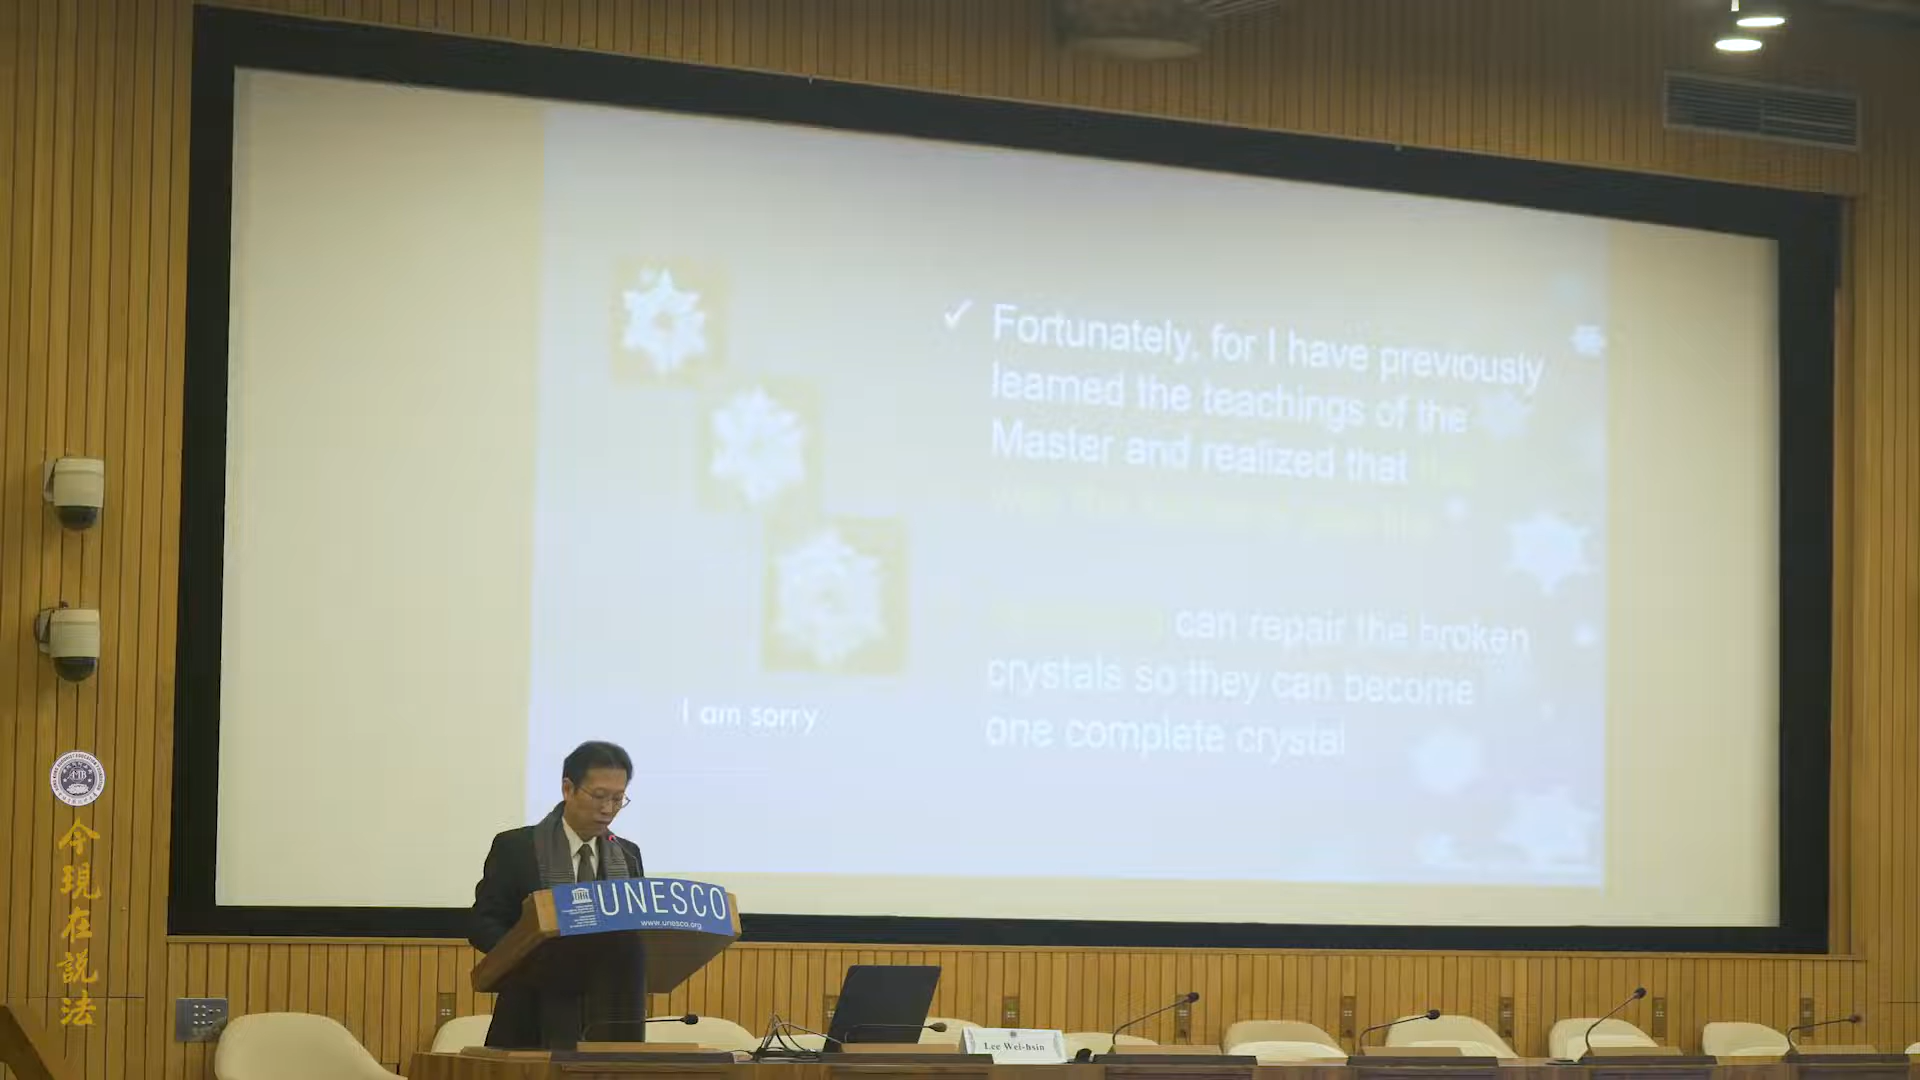 Fortunately, for I have previously
learned the teachings of the
Master and realized that
can repair the broken
crystals so they can become
one complete crystal
I am sorry
UNESCO
www.unesco.org
Lee Wei-hsin
今現在説法